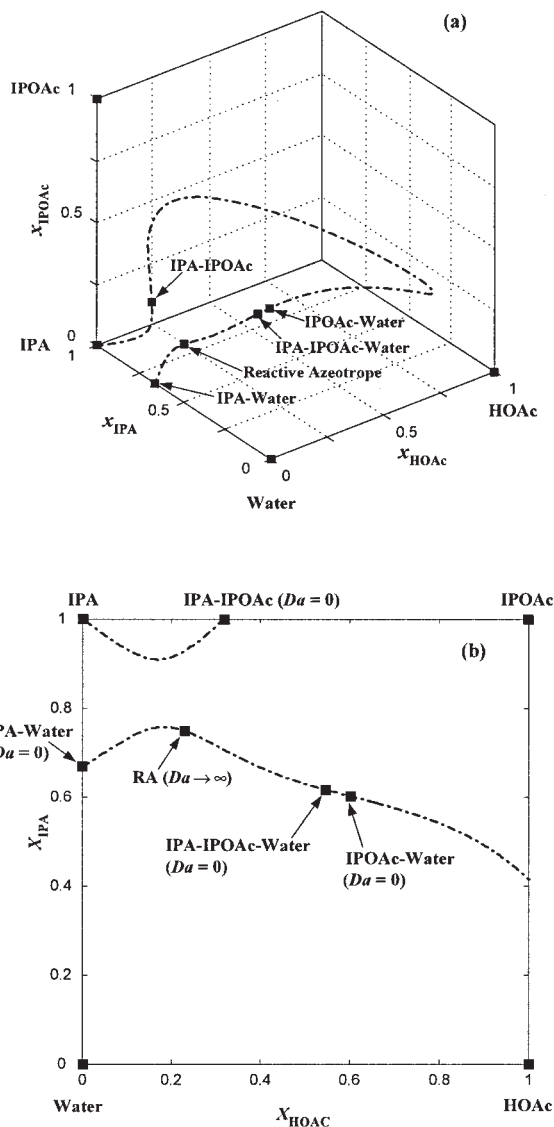 (a)
IPOAc
1
x_IPOAc
0.5
IPA-IPOAc
IPOAc-Water
IPA-IPOAc-Water
Reactive Azeotrope
IPA-Water
0
IPA
1
x_IPA
0.5
0
0
Water
0.5
x_HOAc
1
HOAc
IPA
IPA-IPOAc (Da = 0)
IPOAc
1
(b)
0.8
PA-Water
Da = 0)
RA (Da → ∞)
0.6
IPA-IPOAc-Water
(Da = 0)
IPOAc-Water
(Da = 0)
X_IPA
0.4
0.2
0
0
0.2
0.4
0.6
0.8
1
Water
X_HOAC
HOAc